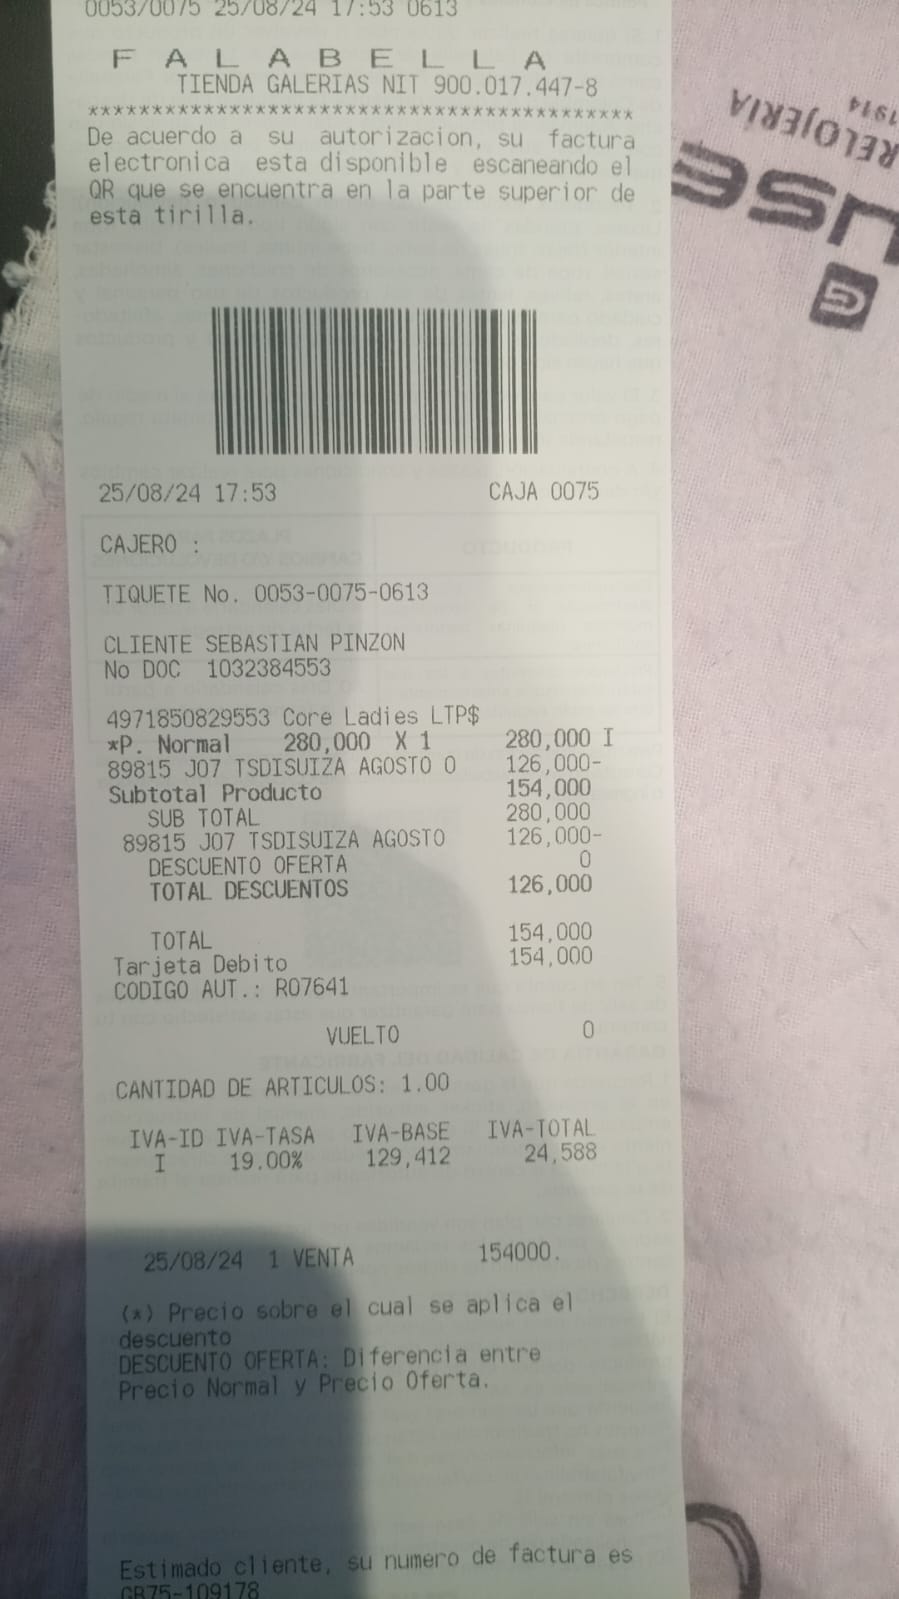 0053/0075 25/08/24 17:53 0613
F A L A B E L L A
TIENDA GALERIAS NIT 900.017.447-8
*******************************************
De acuerdo a su autorizacion, su factura
electronica esta disponible escaneando el
QR que se encuentra en la parte superior de
esta tirilla.
25/08/24 17:53 CAJA 0075
CAJERO :
TIQUETE No. 0053-0075-0613
CLIENTE SEBASTIAN PINZON
No DOC 1032384553
4971850829553 Core Ladies LTP$
*P. Normal 280,000 X 1 280,000 I
89815 J07 TSDISUIZA AGOSTO O 126,000-
Subtotal Producto 154,000
SUB TOTAL 280,000
89815 J07 TSDISUIZA AGOSTO 126,000-
DESCUENTO OFERTA 0
TOTAL DESCUENTOS 126,000
TOTAL 154,000
Tarjeta Debito 154,000
CODIGO AUT.: R07641
VUELTO 0
CANTIDAD DE ARTICULOS: 1.00
IVA-ID IVA-TASA IVA-BASE IVA-TOTAL
I 19.00% 129,412 24,588
25/08/24 1 VENTA 154000.
(*) Precio sobre el cual se aplica el
descuento
DESCUENTO OFERTA: Diferencia entre
Precio Normal y Precio Oferta.
Estimado cliente, su numero de factura es
GB75-109178
1914
RELOJERIA
use
G